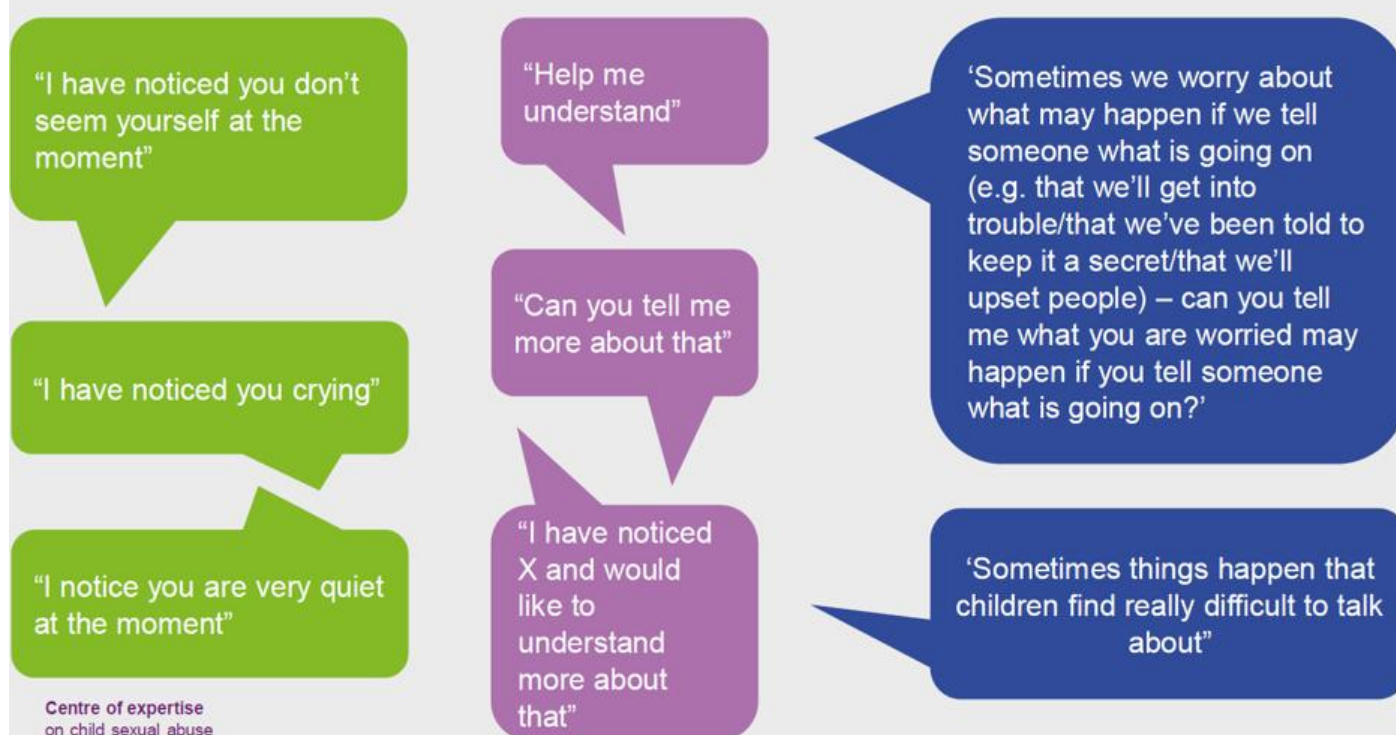 “I have noticed you don’t
seem yourself at the
moment”
“I have noticed you crying”
“I notice you are very quiet
at the moment”
“Help me
understand”
“Can you tell me
more about that”
“I have noticed
X and would
like to
understand
more about
that”
‘Sometimes we worry about
what may happen if we tell
someone what is going on
(e.g. that we’ll get into
trouble/that we’ve been told to
keep it a secret/that we’ll
upset people) – can you tell
me what you are worried may
happen if you tell someone
what is going on?’
‘Sometimes things happen that
children find really difficult to talk
about”
Centre of expertise
on child sexual abuse